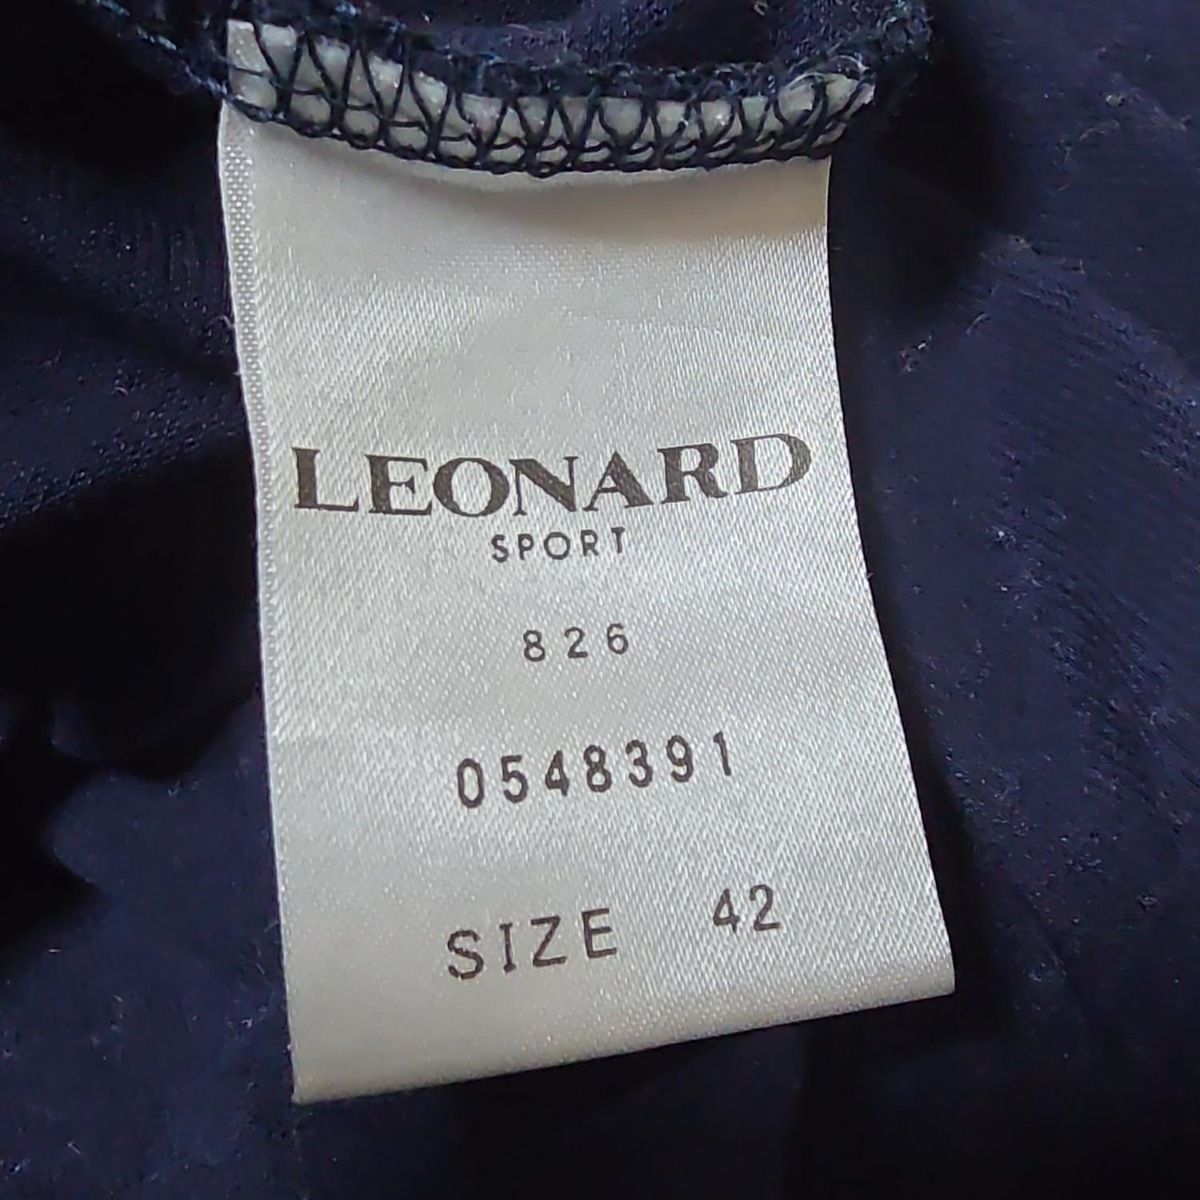 LEONARD
SPORT
826
0548391
SIZE 42